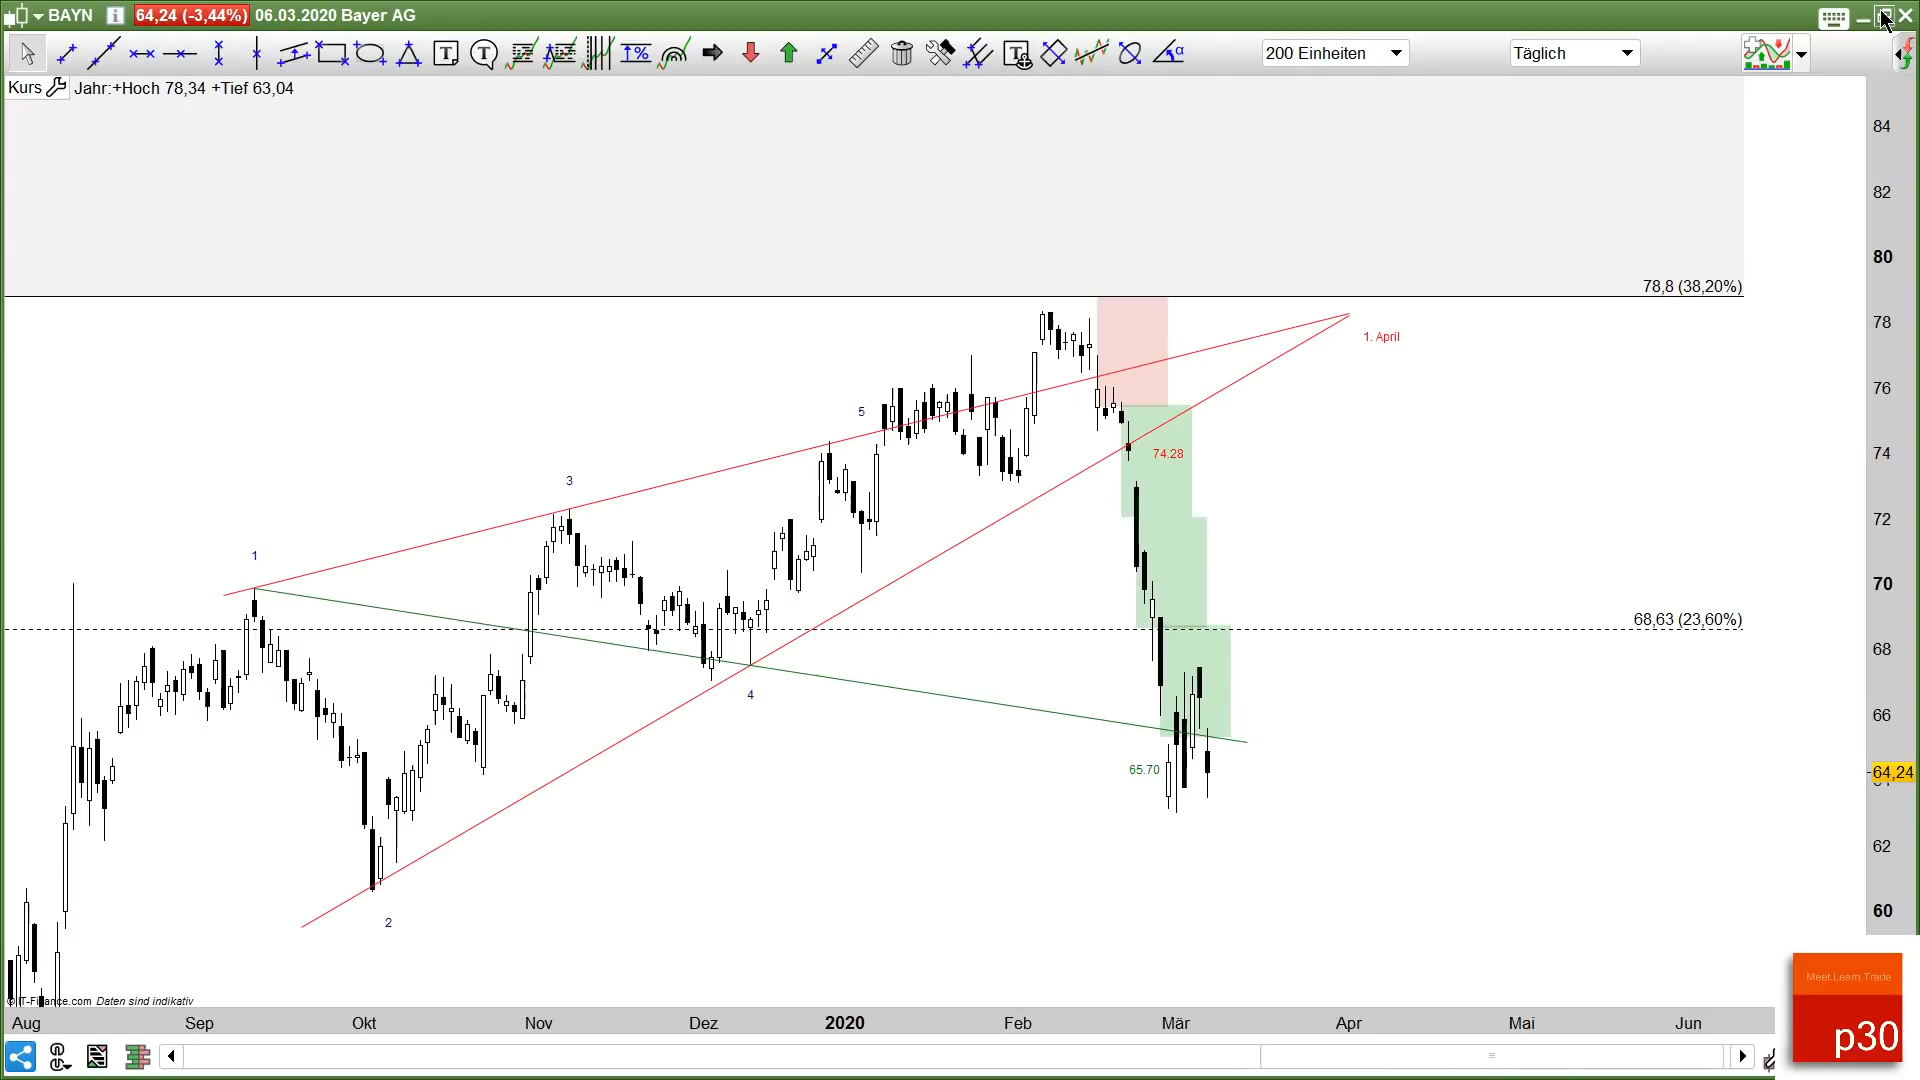 BAYN 64,24 (-3,44%) 06.03.2020 Bayer AG
200 Einheiten Täglich
Kurs Jahr:+Hoch 78,34 +Tief 63,04
84
82
80
78,8 (38,20%)
78
1. April
76
5
74
74.28
3
72
1
70
68,63 (23,60%)
68
4
66
65.70
64,24
62
2
60
© IT-Finance.com Daten sind indikativ
Aug Sep Okt Nov Dez 2020 Feb Mär Apr Mai Jun
Meet.Learn.Trade
p30